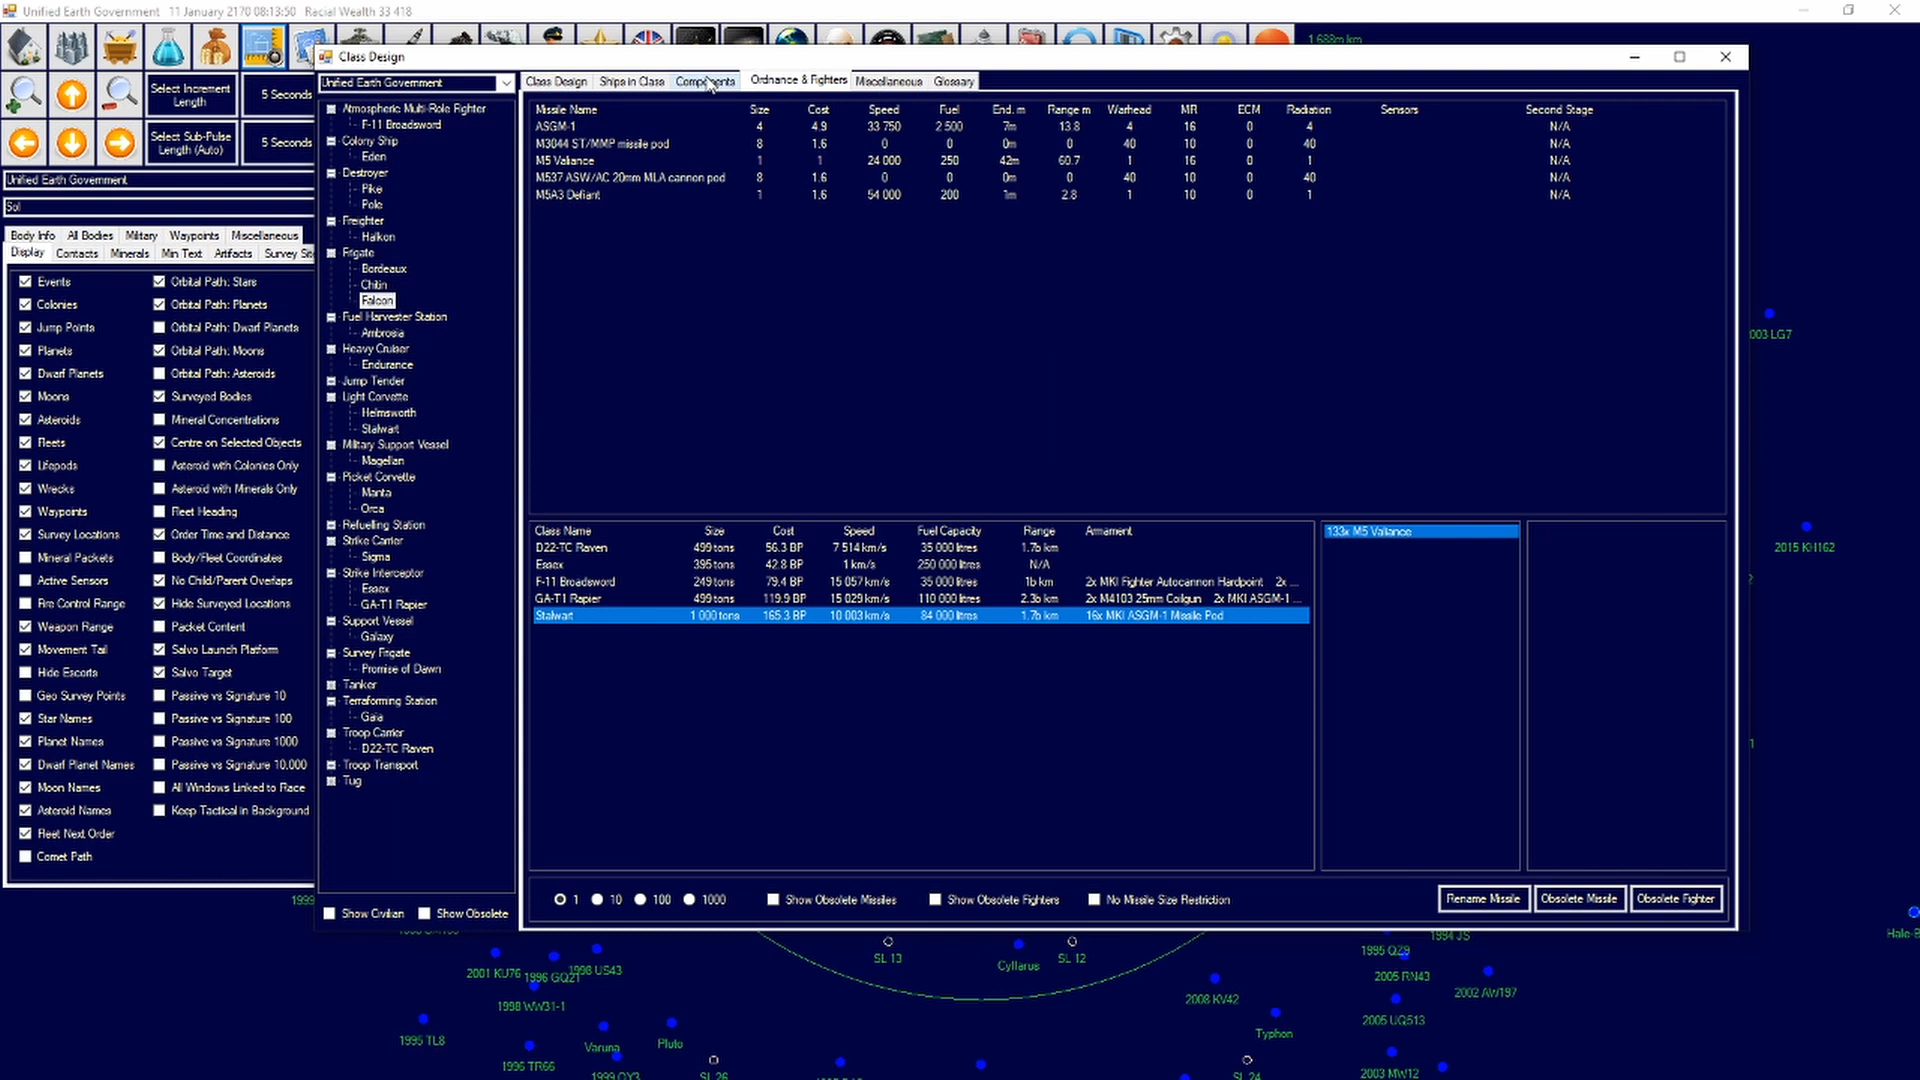 Unified Earth Government   11 January 2170 08:13:50   Racial Wealth 33 418
1 688m km
Select Increment Length
5 Seconds
Select Sub-Pulse Length (Auto)
5 Seconds
Unified Earth Government
Sol
Body Info  All Bodies  Military  Waypoints  Miscellaneous
Display  Contacts  Minerals  Min Text  Artifacts
Events
Colonies
Jump Points
Planets
Dwarf Planets
Moons
Asteroids
Fleets
Lifepods
Wrecks
Waypoints
Survey Locations
Mineral Packets
Active Sensors
Fire Control Range
Weapon Range
Movement Tail
Hide Escorts
Geo Survey Points
Star Names
Planet Names
Dwarf Planet Names
Moon Names
Asteroid Names
Fleet Next Order
Comet Path
Orbital Path: Stars
Orbital Path: Planets
Orbital Path: Dwarf Planets
Orbital Path: Moons
Orbital Path: Asteroids
Surveyed Bodies
Mineral Concentrations
Centre on Selected Objects
Asteroid with Colonies Only
Asteroid with Minerals Only
Fleet Heading
Order Time and Distance
Body/Fleet Coordinates
No Child/Parent Overlaps
Hide Surveyed Locations
Packet Content
Salvo Launch Platform
Salvo Target
Passive vs Signature 10
Passive vs Signature 100
Passive vs Signature 1000
Passive vs Signature 10,000
All Windows Linked to Race
Keep Tactical in Background
Class Design
Unified Earth Government
Atmospheric Multi-Role Fighter
F-11 Broadsword
Colony Ship
Eden
Destroyer
Pike
Pole
Freighter
Halkon
Frigate
Bordeaux
Chitin
Falcon
Fuel Harvester Station
Ambrosia
Heavy Cruiser
Endurance
Jump Tender
Light Corvette
Helmsworth
Stalwart
Military Support Vessel
Magellan
Picket Corvette
Manta
Orca
Refuelling Station
Strike Carrier
Sigma
Strike Interceptor
Essex
GA-T1 Rapier
Support Vessel
Galaxy
Survey Frigate
Promise of Dawn
Tanker
Terraforming Station
Gaia
Troop Carrier
D22-TC Raven
Troop Transport
Tug
Show Civilian  Show Obsolete
Class Design  Ships in Class  Components  Ordnance & Fighters  Miscellaneous  Glossary
Missile Name  Size  Cost  Speed  Fuel  End. m  Range m  Warhead  MR  ECM  Radiation  Sensors  Second Stage
ASGM-1  4  4.9  33 750  2 500  7m  13.8  4  16  0  4  N/A
M3044 ST/MMP missile pod  8  1.6  0  0  0m  0  40  10  0  40  N/A
M5 Valiance  1  1  24 000  250  42m  60.7  1  16  0  1  N/A
M537 ASW/AC 20mm MLA cannon pod  8  1.6  0  0  0m  0  40  10  0  40  N/A
M5A3 Defiant  1  1.6  54 000  200  1m  2.8  1  10  0  1  N/A
Class Name  Size  Cost  Speed  Fuel Capacity  Range  Armament
D22-TC Raven  499 tons  56.3 BP  7 514 km/s  35 000 litres  1.7b km
Essex  395 tons  42.8 BP  1 km/s  250 000 litres  N/A
F-11 Broadsword  249 tons  79.4 BP  15 057 km/s  35 000 litres  1b km  2x MKI Fighter Autocannon Hardpoint  2x ...
GA-T1 Rapier  499 tons  119.9 BP  15 029 km/s  110 000 litres  2.3b km  2x M4103 25mm Coilgun  2x MKI ASGM-1 ...
Stalwart  1 000 tons  165.3 BP  10 003 km/s  84 000 litres  1.7b km  16x MKI ASGM-1 Missile Pod
133x M5 Valiance
1  10  100  1000  Show Obsolete Missiles  Show Obsolete Fighters  No Missile Size Restriction  Rename Missile  Obsolete Missile  Obsolete Fighter
003 LG7
2015 KH162
Hale-B
1999
SL 13
Cyllarus
SL 12
1994 JS
1995 QZ9
2005 RN43
2001 KU76
1996 GQ21
1998 US43
2002 AW197
2008 KV42
1998 WW31-1
2005 UQ513
Typhon
1995 TL8
Varuna
Pluto
1996 TR66
1999 OY3
SL 26
SL 24
2003 MW12